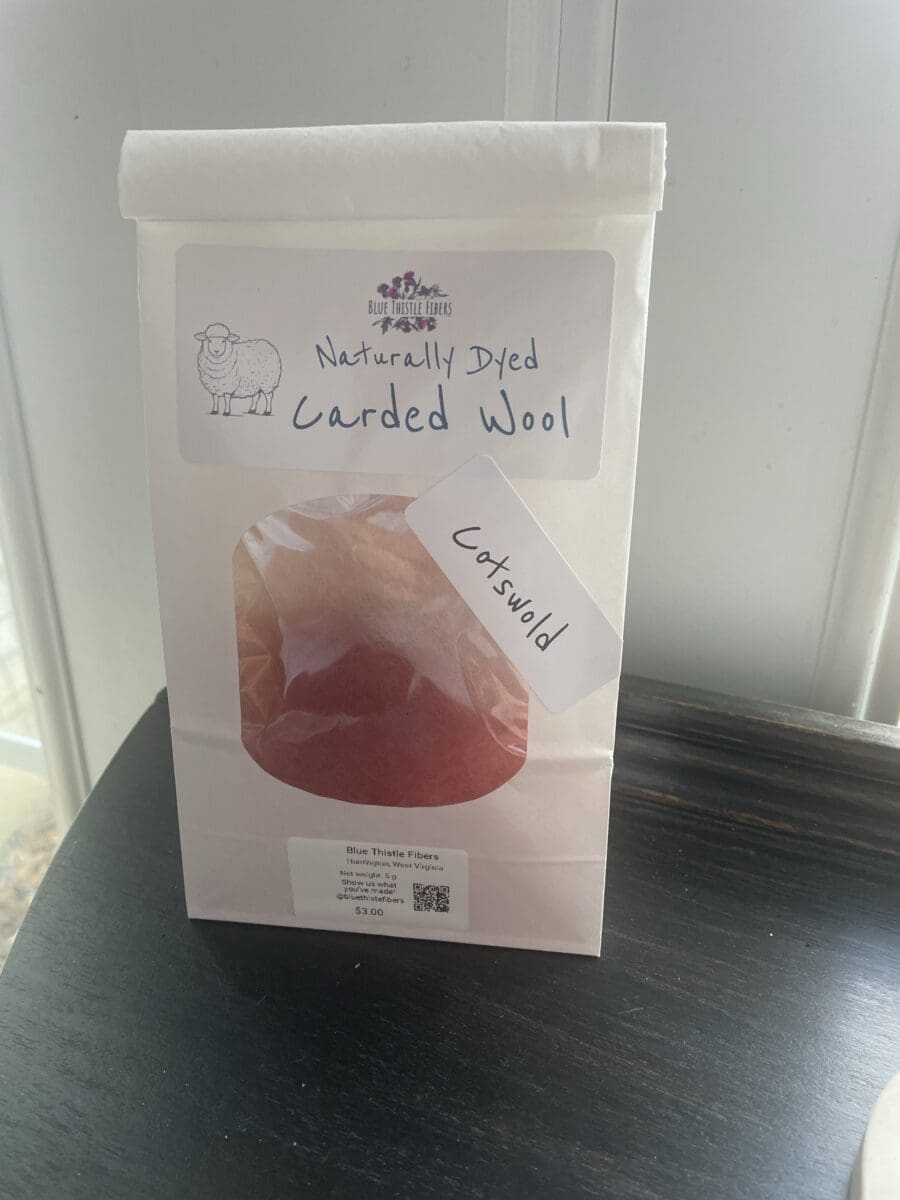 BLUE THISTLE FIBERS
Naturally Dyed
Carded Wool
Cotswold
Blue Thistle Fibers
Huntington, West Virginia
Net weight: 5 g
Show us what
you've made!
@bluethistlefibers
$3.00